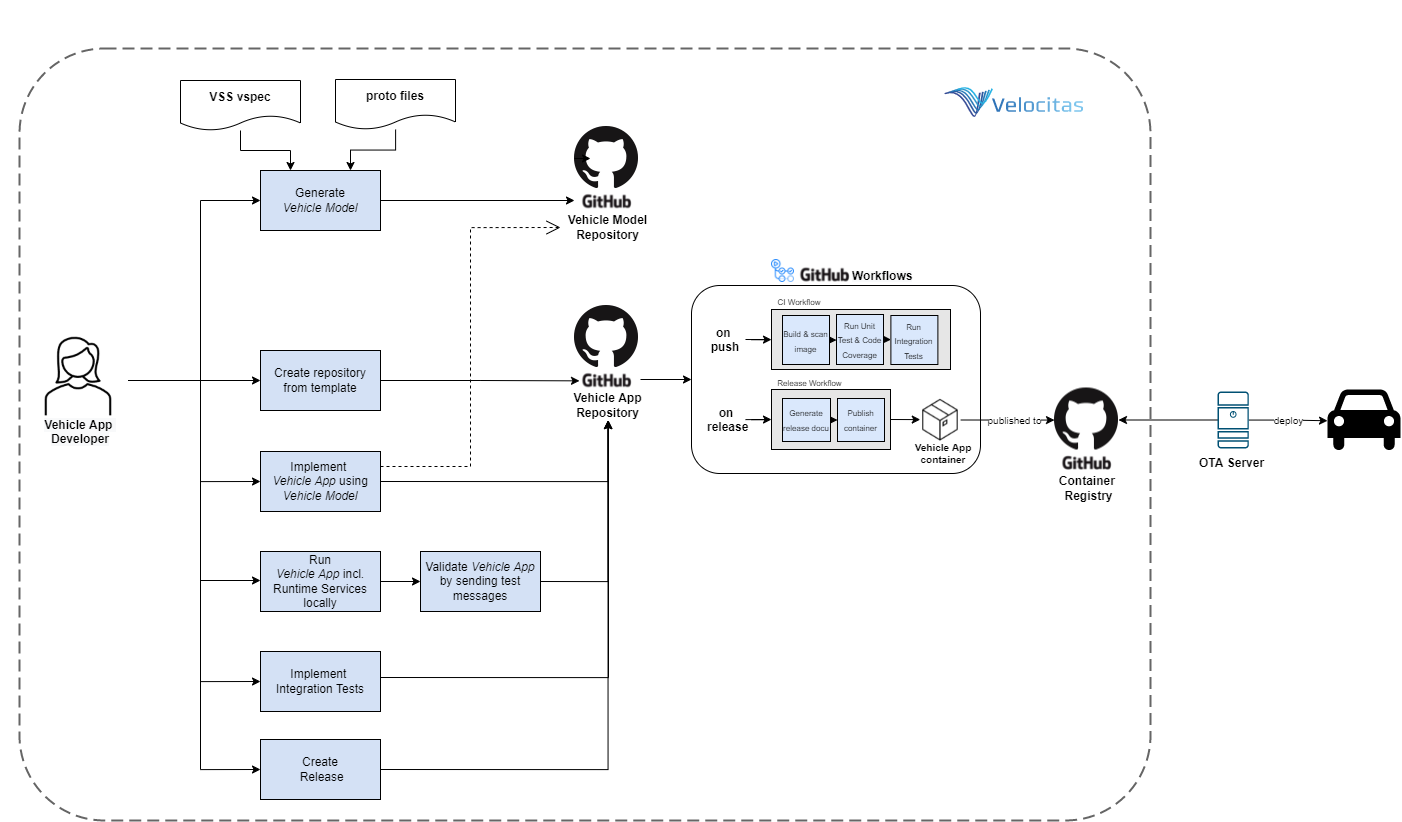 VSS vspec
proto files
Velocitas
Generate
Vehicle Model
GitHub
Vehicle Model
Repository
GitHub Workflows
CI Workflow
on
push
Build & scan
image
Run Unit
Test & Code
Coverage
Run
Integration
Tests
Vehicle App
Developer
Create repository
from template
GitHub
Vehicle App
Repository
Release Workflow
on
release
Generate
release docu
Publish
container
Vehicle App
container
published to
GitHub
Container
Registry
OTA Server
deploy
Implement
Vehicle App using
Vehicle Model
Run
Vehicle App incl.
Runtime Services
locally
Validate Vehicle App
by sending test
messages
Implement
Integration Tests
Create
Release